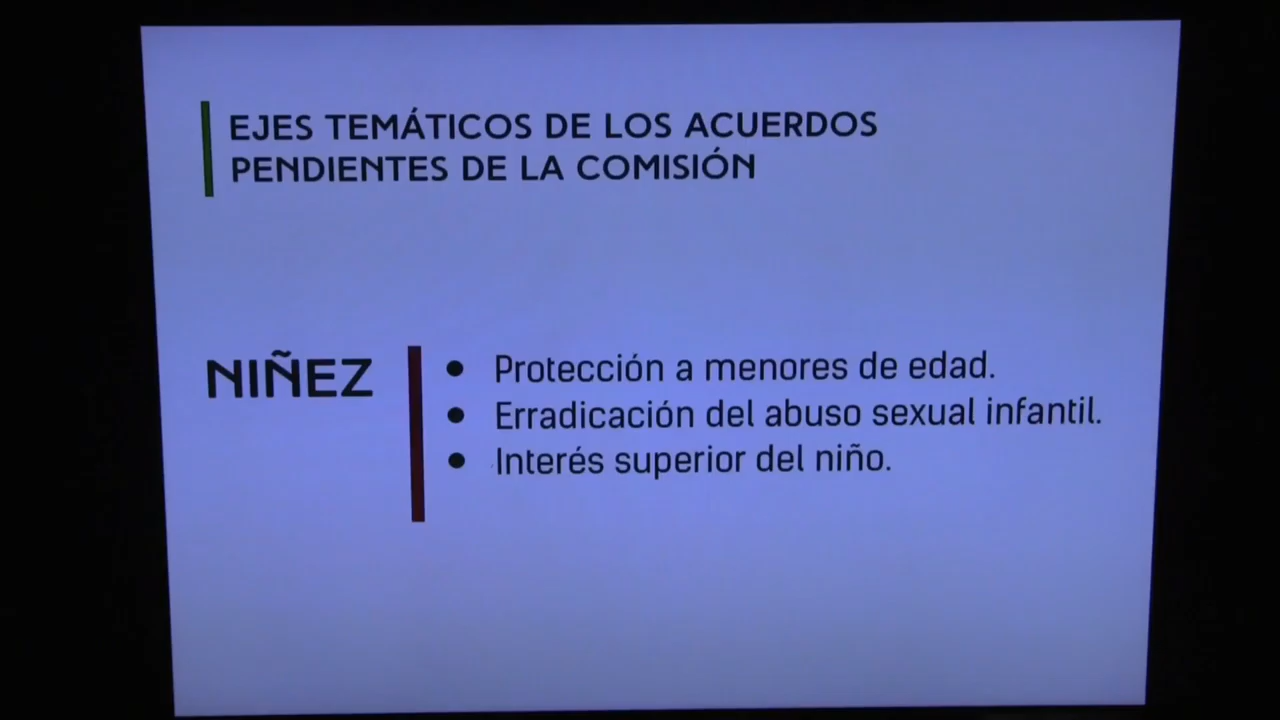 EJES TEMÁTICOS DE LOS ACUERDOS
PENDIENTES DE LA COMISIÓN
NIÑEZ
• Protección a menores de edad.
• Erradicación del abuso sexual infantil.
• Interés superior del niño.